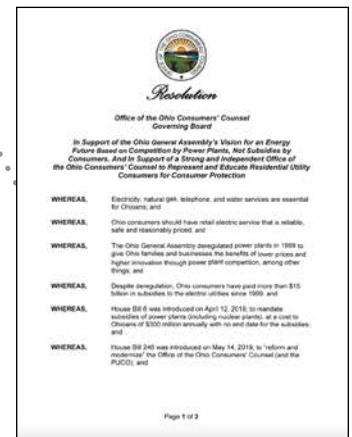 Resolution
Office of the Ohio Consumers' Counsel
Governing Board
In Support of the Ohio General Assembly's Vision for an Energy
Future Based on Competition by Power Plants, Not Subsidies by
Consumers. And In Support of a Strong and Independent Office of
the Ohio Consumers' Counsel to Represent and Educate Residential Utility
Consumers for Consumer Protection
WHEREAS, Electricity, natural gas, telephone, and water services are essential
for Ohioans; and
WHEREAS, Ohio consumers should have retail electric service that is reliable,
safe and reasonably priced; and
WHEREAS, The Ohio General Assembly deregulated power plants in 1999 to
give Ohio families and businesses the benefits of lower prices and
higher innovation through power plant competition, among other
things; and
WHEREAS, Despite deregulation, Ohio consumers have paid more than $15
billion in subsidies to the electric utilities since 1999; and
WHEREAS, House Bill 6 was introduced on April 12, 2019, to mandate
subsidies of power plants (including nuclear plants), at a cost to
Ohioans of $300 million annually with no end date for the subsidies;
and
WHEREAS, House Bill 246 was introduced on May 14, 2019, to "reform and
modernize" the Office of the Ohio Consumers' Counsel (and the
PUCO); and
Page 1 of 3